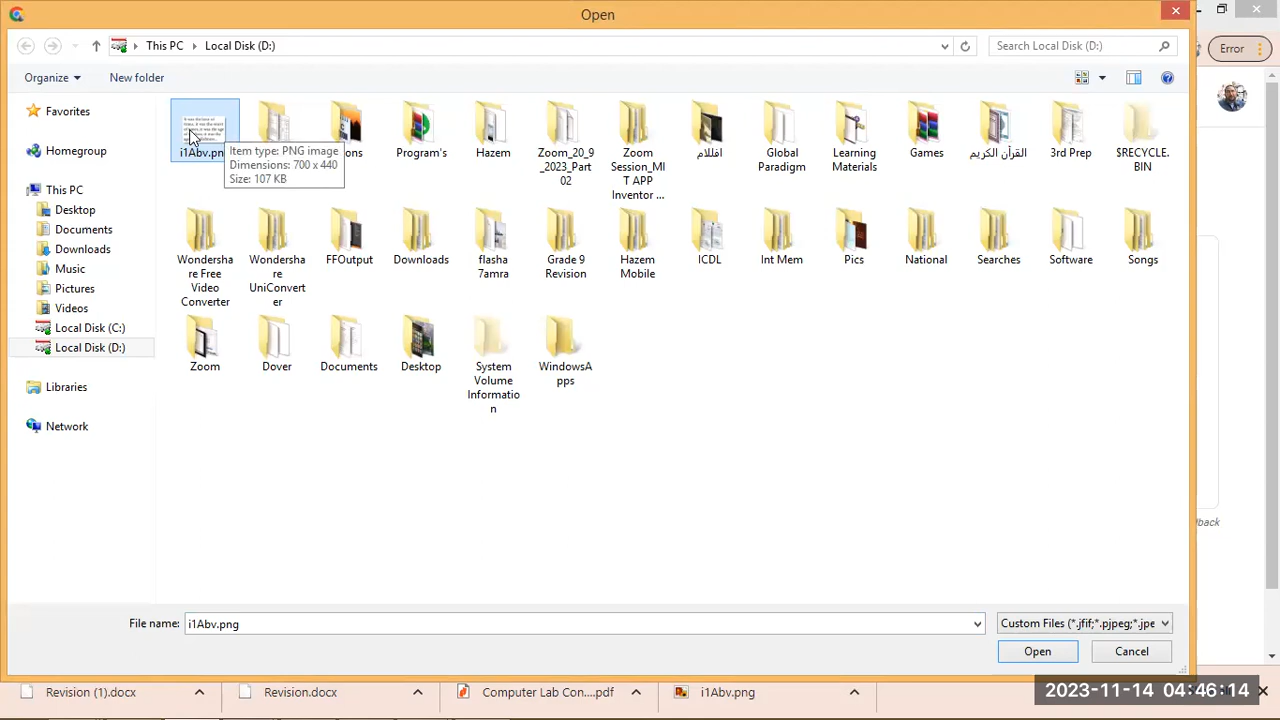 Open
This PC
Local Disk (D:)
Search Local Disk (D:)
Error
Organize
New folder
Favorites
Homegroup
This PC
Desktop
Documents
Downloads
Music
Pictures
Videos
Local Disk (C:)
Local Disk (D:)
Libraries
Network
i1Abv.pn
ons
Program's
Hazem
Zoom_20_9
_2023_Part
02
Zoom
Session_MI
T APP
Inventor ...
افللام
Global
Paradigm
Learning
Materials
Games
القرآن الكريم
3rd Prep
$RECYCLE.
BIN
Item type: PNG image
Dimensions: 700 x 440
Size: 107 KB
Wondersha
re Free
Video
Converter
Wondersha
re
UniConvert
er
FFOutput
Downloads
flasha
7amra
Grade 9
Revision
Hazem
Mobile
ICDL
Int Mem
Pics
National
Searches
Software
Songs
Zoom
Dover
Documents
Desktop
System
Volume
Information
WindowsA
pps
lback
File name:
i1Abv.png
Custom Files (*.jfif;*.pjpeg;*.jpe
Open
Cancel
Revision (1).docx
Revision.docx
Computer Lab Con....pdf
i1Abv.png
2023-11-14 04:46:14